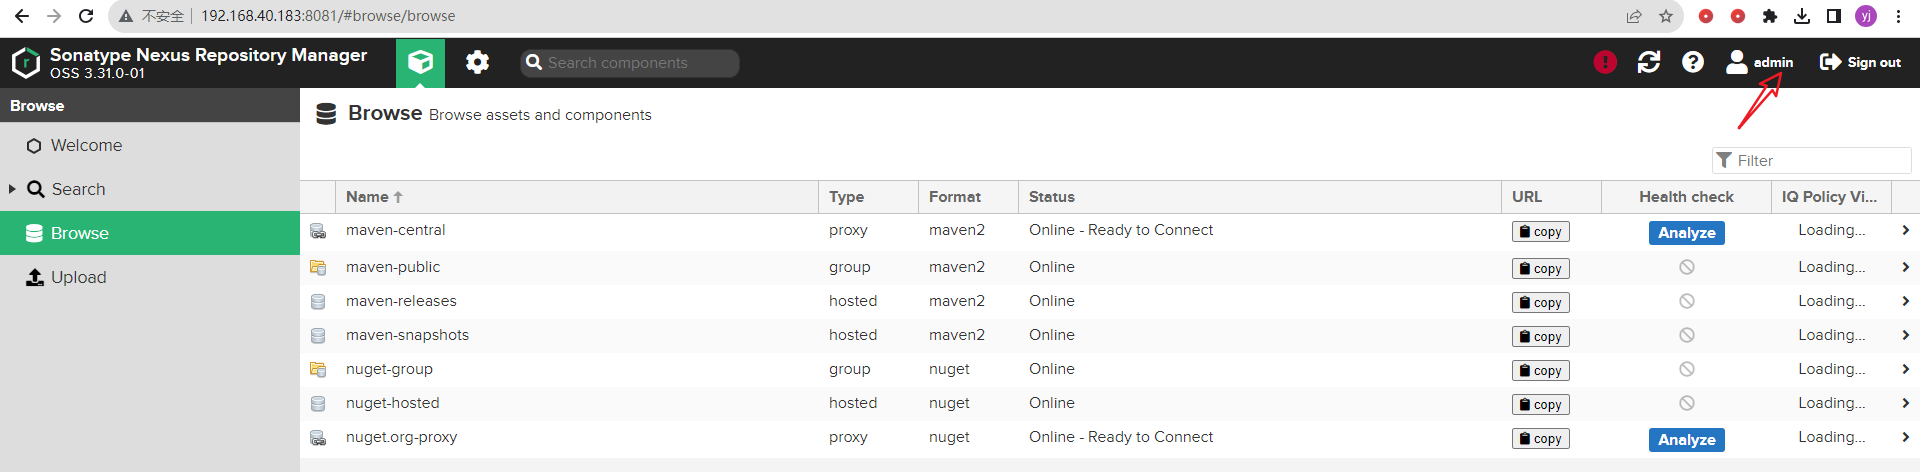 不安全 192.168.40.183:8081/#browse/browse yj
Sonatype Nexus Repository Manager
OSS 3.31.0-01
Search components
admin Sign out
Browse
Welcome
Search
Browse
Upload
Browse Browse assets and components
Filter
Name Type Format Status URL Health check IQ Policy Vi...
maven-central proxy maven2 Online - Ready to Connect copy Analyze Loading...
maven-public group maven2 Online copy Loading...
maven-releases hosted maven2 Online copy Loading...
maven-snapshots hosted maven2 Online copy Loading...
nuget-group group nuget Online copy Loading...
nuget-hosted hosted nuget Online copy Loading...
nuget.org-proxy proxy nuget Online - Ready to Connect copy Analyze Loading...